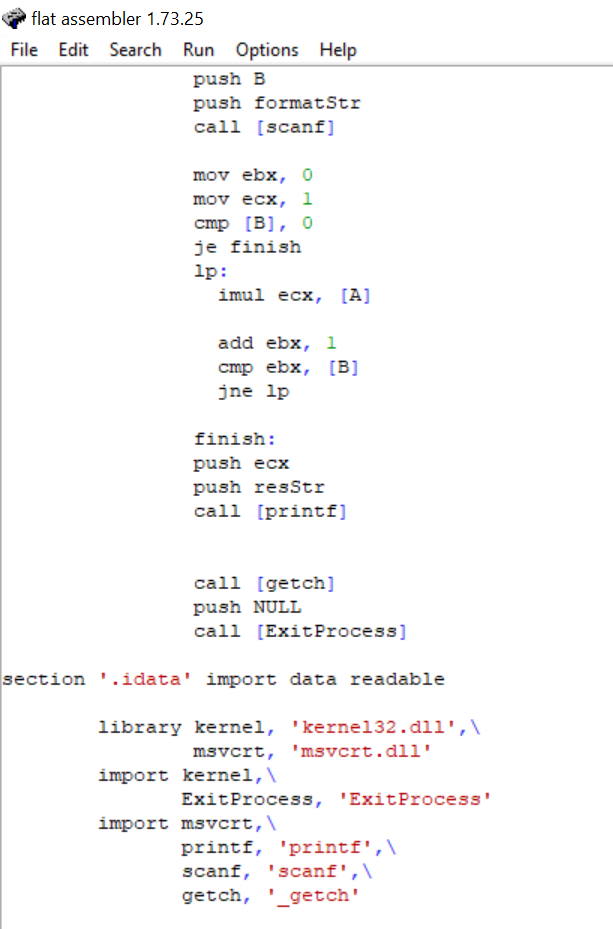 flat assembler 1.73.25
File Edit Search Run Options Help
push B
push formatStr
call [scanf]
mov ebx, 0
mov ecx, 1
cmp [B], 0
je finish
lp:
imul ecx, [A]
add ebx, 1
cmp ebx, [B]
jne lp
finish:
push ecx
push resStr
call [printf]
call [getch]
push NULL
call [ExitProcess]
section '.idata' import data readable
library kernel, 'kernel32.dll',\
msvcrt, 'msvcrt.dll'
import kernel,\
ExitProcess, 'ExitProcess'
import msvcrt,\
printf, 'printf',\
scanf, 'scanf',\
getch, '_getch'